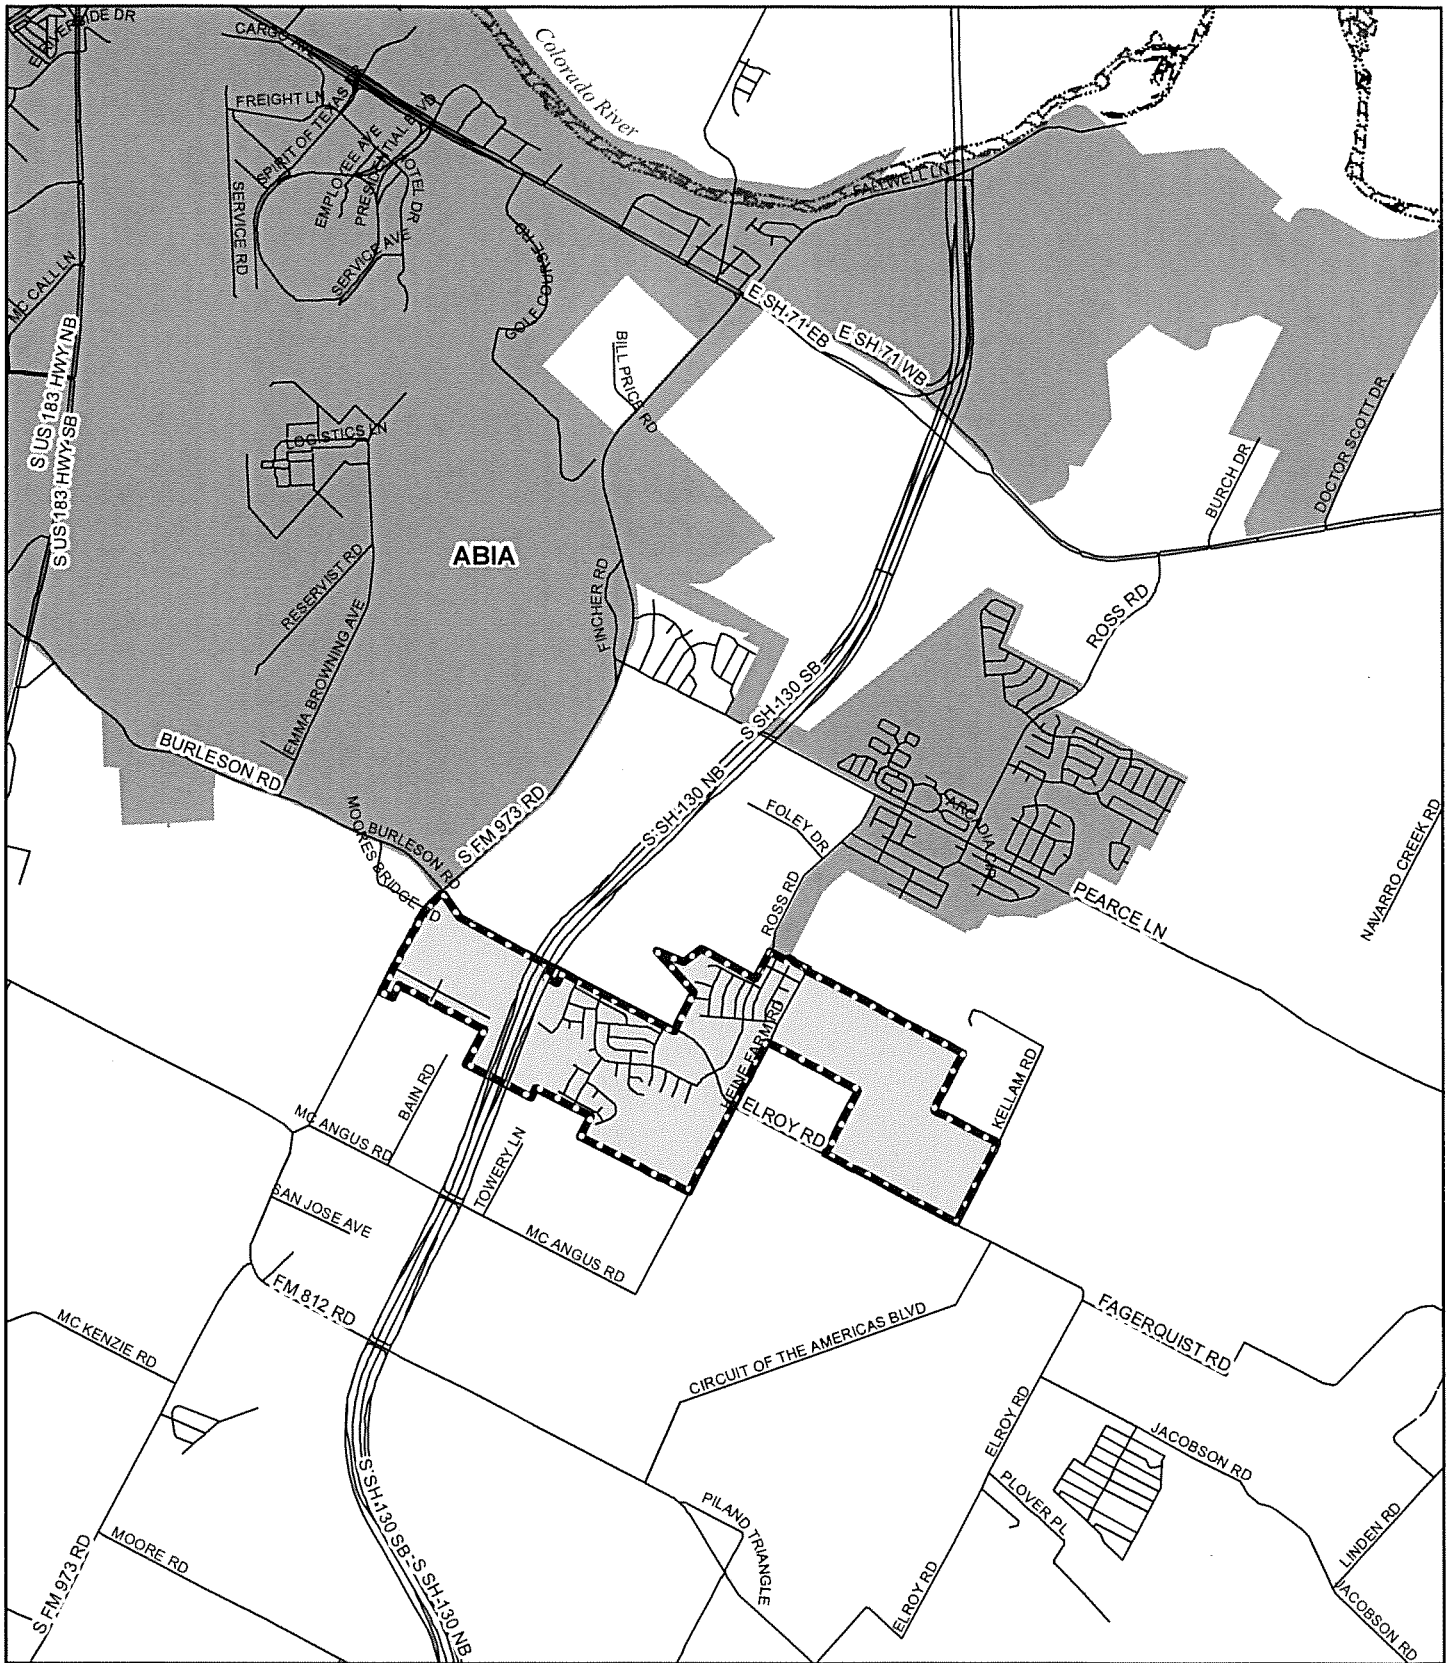 E RIVERSIDE DR
CARGO AVE
Colorado River
FREIGHT LN
SPIRIT OF TEXAS DR
EMPLOYEE AVE
PRESIDENTIAL BLVD
HOTEL DR
SERVICE RD
SERVICE AVE
FALLWELL LN
MC CALL LN
GOLF COURSE RD
E SH 71 EB
E SH 71 WB
BILL PRICE RD
S US 183 HWY NB
S US 183 HWY SB
LOGISTICS LN
BURCH DR
DOCTOR SCOTT DR
ABIA
RESERVIST RD
FINCHER RD
ROSS RD
EMMA BROWNING AVE
S SH 130 SB
BURLESON RD
S SH 130 NB
MOORES BRIDGE RD
BURLESON RD
S FM 973 RD
FOLEY DR
ARCADIA CIR
NAVARRO CREEK RD
ROSS RD
PEARCE LN
HEINE FARM RD
KELLAM RD
BAIN RD
ELROY RD
MC ANGUS RD
TOWERY LN
SAN JOSE AVE
MC ANGUS RD
FM 812 RD
MC KENZIE RD
CIRCUIT OF THE AMERICAS BLVD
FAGERQUIST RD
ELROY RD
JACOBSON RD
S SH 130 SB
S SH 130 NB
PLOVER PL
PILAND TRIANGLE
LINDEN RD
MOORE RD
S FM 973 RD
ELROY RD
JACOBSON RD